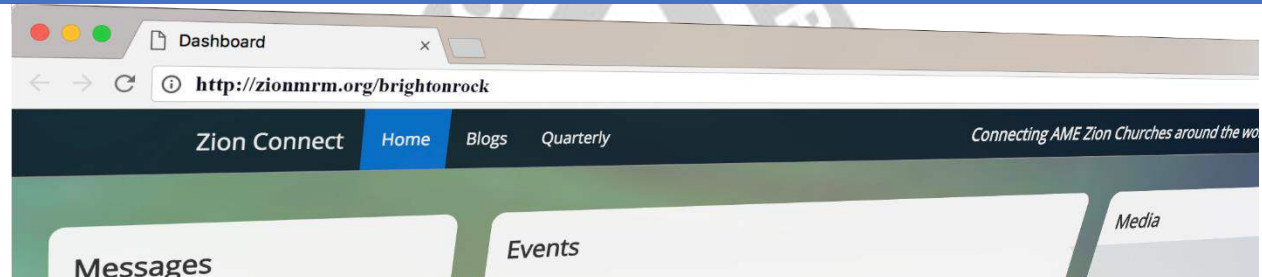 Dashboard ×
http://zionmrm.org/brightonrock
Zion Connect Home Blogs Quarterly Connecting AME Zion Churches around the
Messages
Events
Media